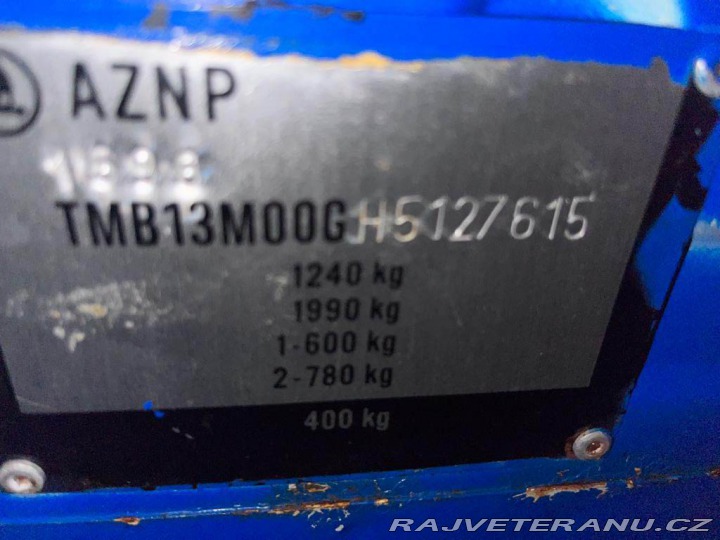 AZNP
TMB13M00GH5127615
1240 kg
1990 kg
1-600 kg
2-780 kg
400 kg
RAJVETERANU.CZ